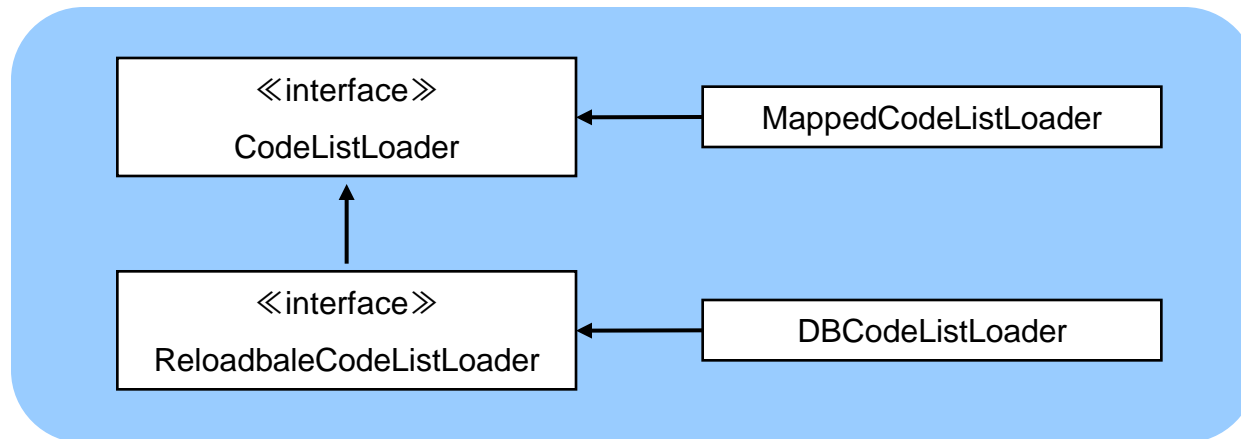 ≪interface≫
CodeListLoader
MappedCodeListLoader
≪interface≫
ReloadbaleCodeListLoader
DBCodeListLoader